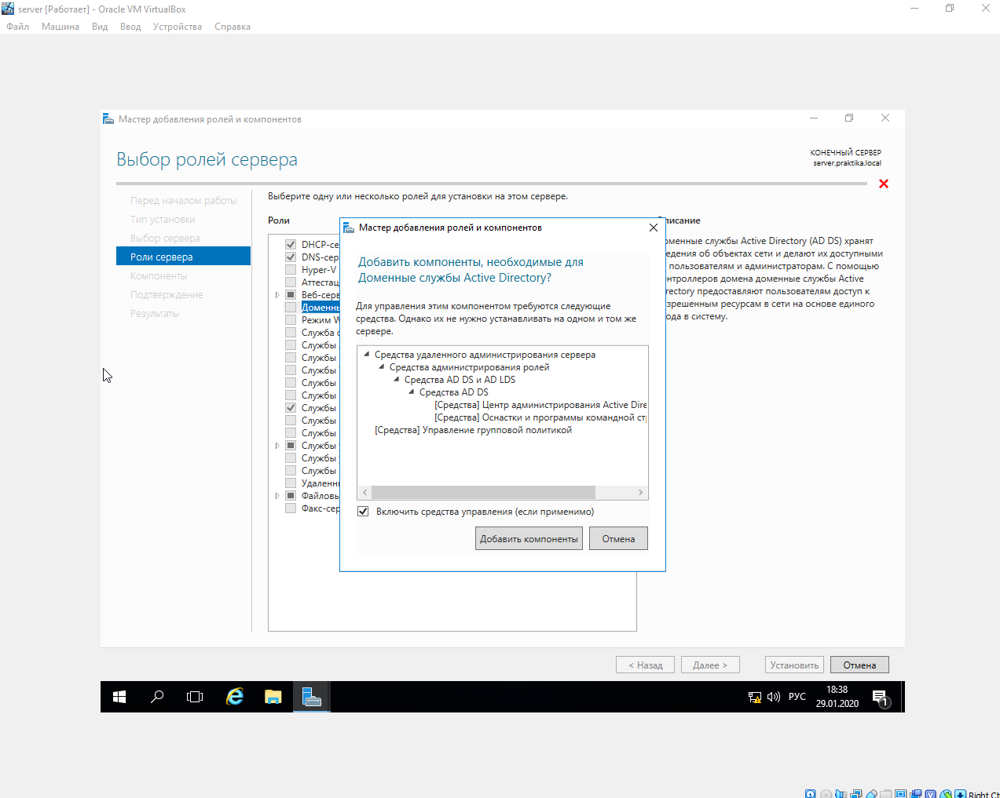 server [Работает] - Oracle VM VirtualBox
Файл Машина Вид Ввод Устройства Справка
Мастер добавления ролей и компонентов
Выбор ролей сервера
КОНЕЧНЫЙ СЕРВЕР
server.praktika.local
Перед началом работы
Тип установки
Выбор сервера
Роли сервера
Компоненты
Подтверждение
Результаты
Выберите одну или несколько ролей для установки на этом сервере.
Роли
DHCP-се
DNS-сер
Hyper-V
Аттестац
Веб-серв
Доменны
Режим W
Служба
Службы
Службы
Службы
Службы
Службы
Службы
Службы
Службы
Службы
Службы
Службы
Удаленн
Файловы
Факс-сер
Мастер добавления ролей и компонентов
Добавить компоненты, необходимые для
Доменные службы Active Directory?
Для управления этим компонентом требуются следующие
средства. Однако их не нужно устанавливать на одном и том же
сервере.
Средства удаленного администрирования сервера
Средства администрирования ролей
Средства AD DS и AD LDS
Средства AD DS
[Средства] Центр администрирования Active Dire
[Средства] Оснастки и программы командной ст
[Средства] Управление групповой политикой
Включить средства управления (если применимо)
Добавить компоненты Отмена
писание
оменные службы Active Directory (AD DS) хранят
едения об объектах сети и делают их доступными
пользователям и администраторам. С помощью
нтроллеров домена доменные службы Active
rectory предоставляют пользователям доступ к
зрешенным ресурсам в сети на основе единого
ода в систему.
< Назад Далее > Установить Отмена
РУС
18:38
29.01.2020
1
Right Ct